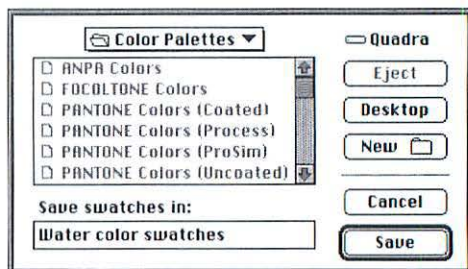 Color Palettes
ANPA Colors
FOCOLTONE Colors
PANTONE Colors (Coated)
PANTONE Colors (Process)
PANTONE Colors (ProSim)
PANTONE Colors (Uncoated)
Save swatches in:
Water color swatches
Quadra
Eject
Desktop
New
Cancel
Save